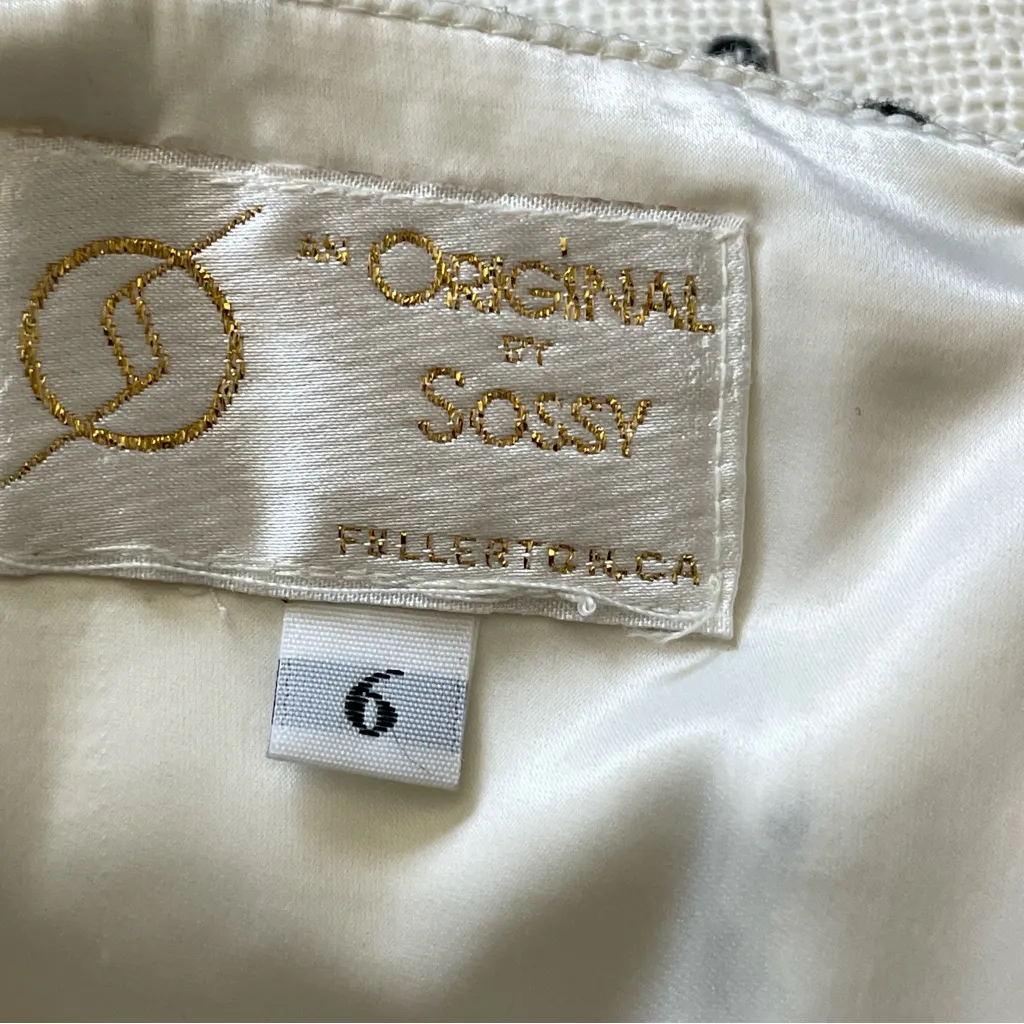 AN ORIGINAL
BY
SOSSY
FULLERTON, CA
6